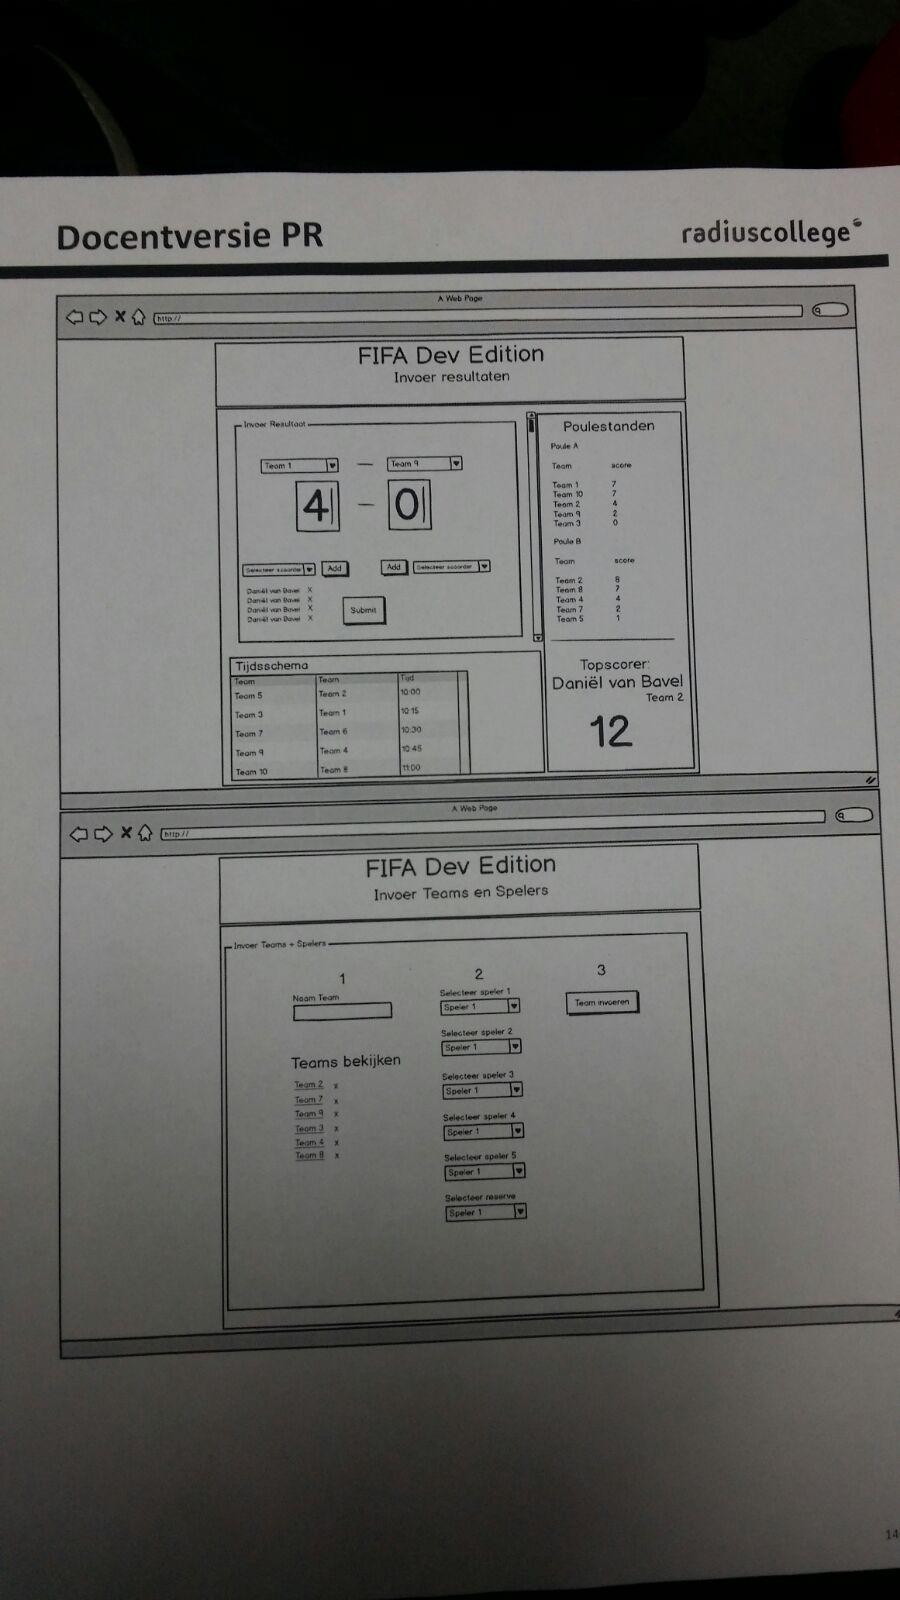 Docentversie PR
radiuscollege
A Web Page
http://
FIFA Dev Edition
Invoer resultaten
Invoer Resultaat
Team 1
Team 9
4 - 0
Selecteer scoorder
Add
Add
Selecteer scoorder
Daniël van Bavel X
Daniël van Bavel X
Daniël van Bavel X
Daniël van Bavel X
Submit
Poulestanden
Poule A
Team score
Team 1 7
Team 10 7
Team 2 4
Team 9 2
Team 3 0
Poule B
Team score
Team 2 8
Team 8 7
Team 4 4
Team 7 2
Team 5 1
Topscorer:
Daniël van Bavel
Team 2
12
Tijdsschema
Team Team Tijd
Team 5 Team 2 10:00
Team 3 Team 1 10:15
Team 7 Team 6 10:30
Team 9 Team 4 10:45
Team 10 Team 8 11:00
A Web Page
http://
FIFA Dev Edition
Invoer Teams en Spelers
Invoer Teams + Spelers
1
Naam Team
Teams bekijken
Team 2 x
Team 7 x
Team 9 x
Team 3 x
Team 4 x
Team 8 x
2
Selecteer speler 1
Speler 1
Selecteer speler 2
Speler 1
Selecteer speler 3
Speler 1
Selecteer speler 4
Speler 1
Selecteer speler 5
Speler 1
Selecteer reserve
Speler 1
3
Team invoeren
14